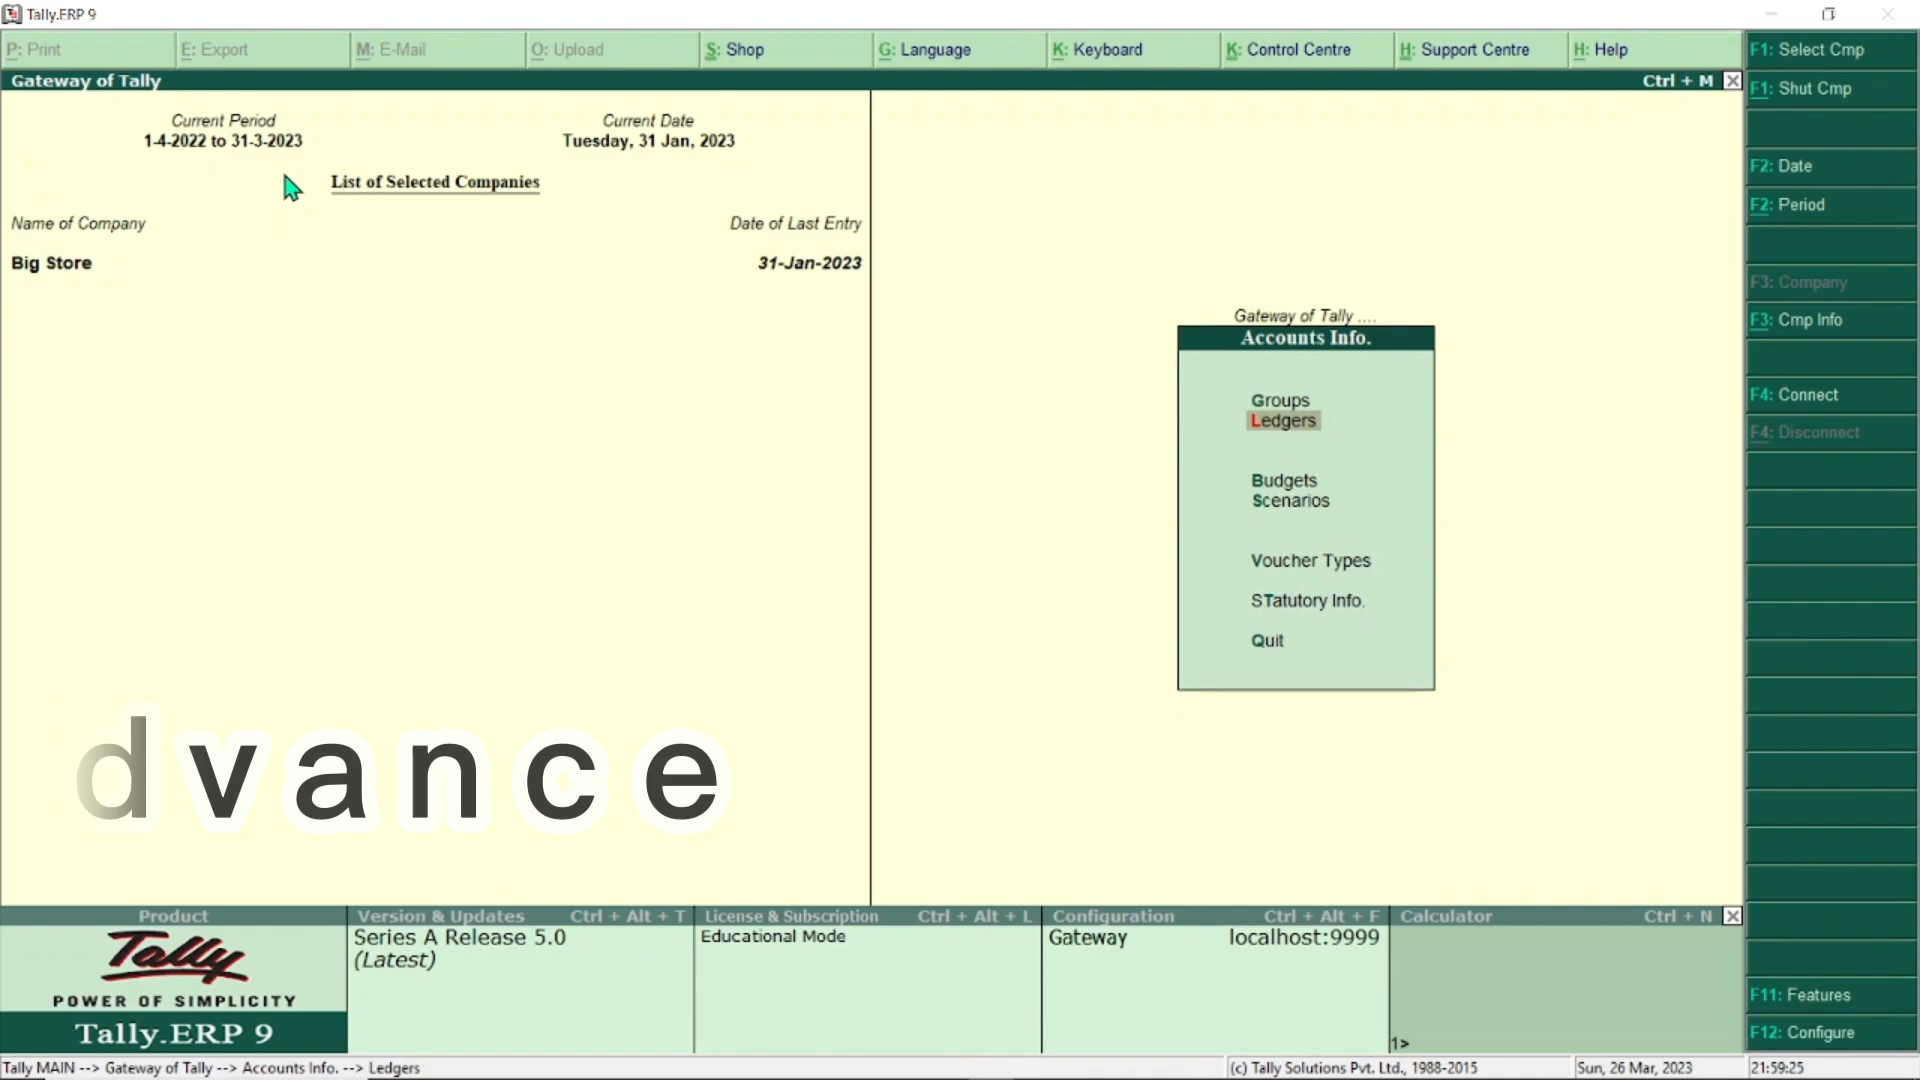 Tally.ERP 9
P: Print E: Export M: E-Mail O: Upload S: Shop G: Language K: Keyboard K: Control Centre H: Support Centre H: Help
Gateway of Tally Ctrl + M
Current Period Current Date
1-4-2022 to 31-3-2023 Tuesday, 31 Jan, 2023
List of Selected Companies
Name of Company Date of Last Entry
Big Store 31-Jan-2023
Gateway of Tally ....
Accounts Info.
Groups
Ledgers
Budgets
Scenarios
Voucher Types
STatutory Info.
Quit
dvance
F1: Select Cmp
F1: Shut Cmp
F2: Date
F2: Period
F3: Company
F3: Cmp Info
F4: Connect
F4: Disconnect
F11: Features
F12: Configure
Product
Tally
POWER OF SIMPLICITY
Tally.ERP 9
Version & Updates Ctrl + Alt + T
Series A Release 5.0
(Latest)
License & Subscription Ctrl + Alt + L
Educational Mode
Configuration Ctrl + Alt + F
Gateway localhost:9999
Calculator Ctrl + N
1>
Tally MAIN --> Gateway of Tally --> Accounts Info. --> Ledgers (c) Tally Solutions Pvt. Ltd., 1988-2015 Sun, 26 Mar, 2023 21:59:25